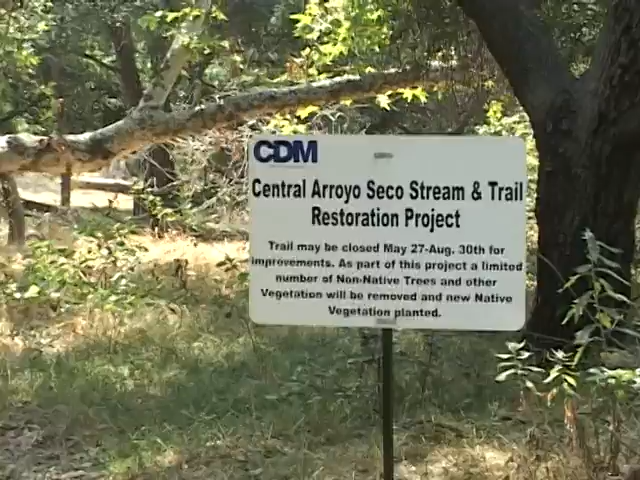 CDM
Central Arroyo Seco Stream & Trail
Restoration Project
Trail may be closed May 27-Aug. 30th for
improvements. As part of this project a limited
number of Non-Native Trees and other
Vegetation will be removed and new Native
Vegetation planted.